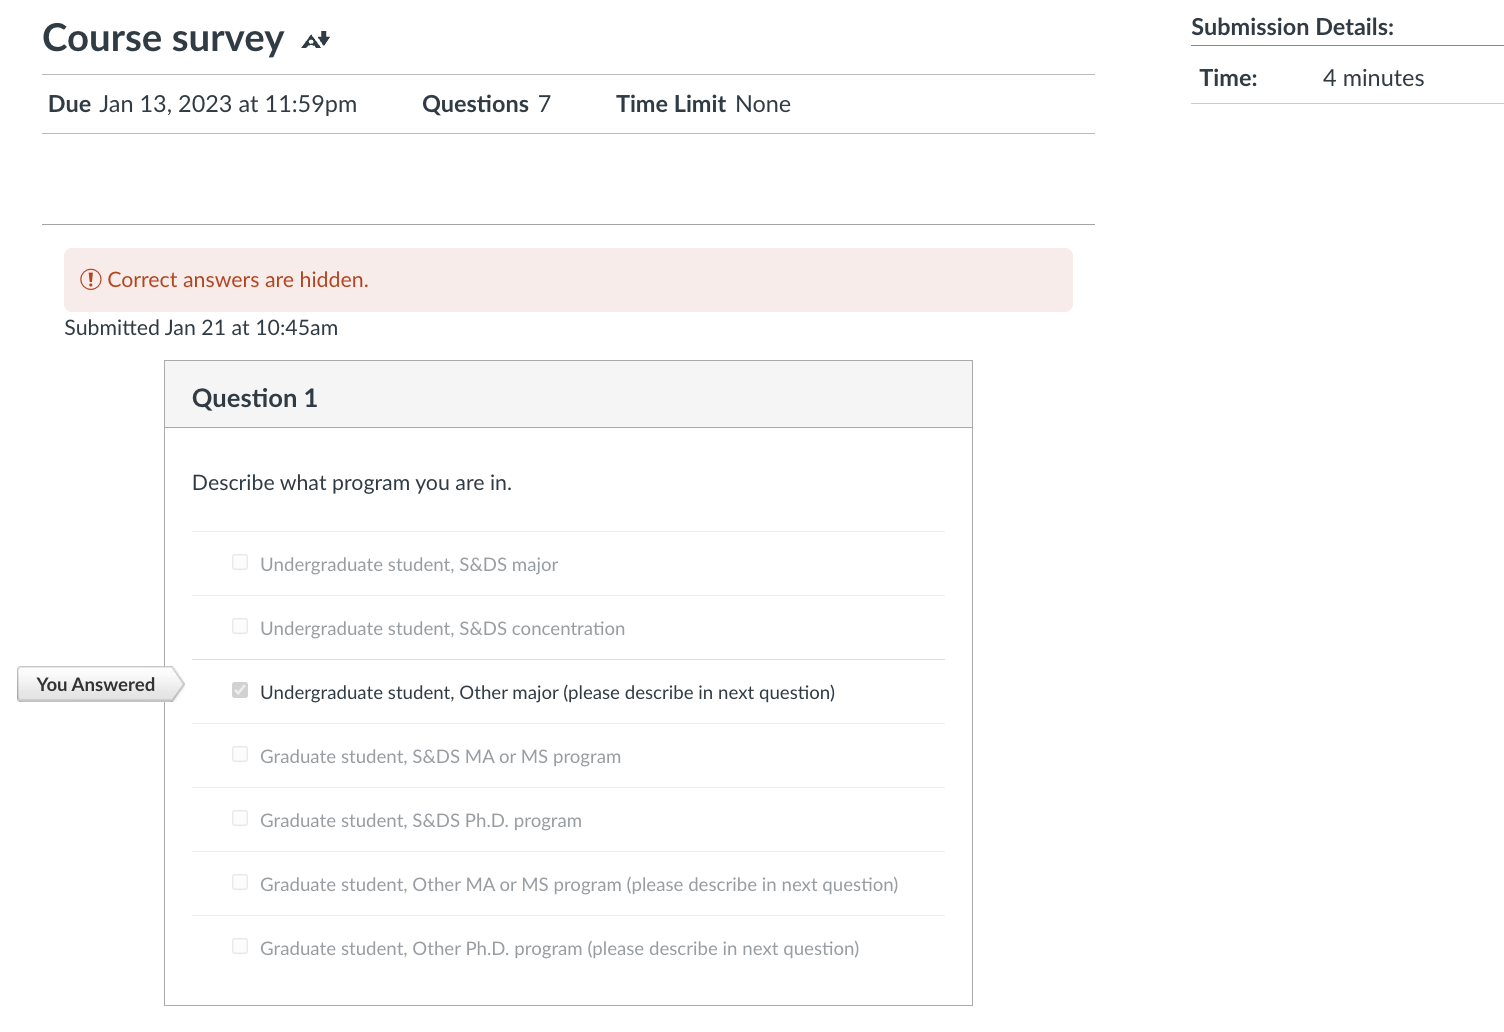 Course survey
Due Jan 13, 2023 at 11:59pm Questions 7 Time Limit None
Submission Details:
Time: 4 minutes
Correct answers are hidden.
Submitted Jan 21 at 10:45am
Question 1
Describe what program you are in.
Undergraduate student, S&DS major
Undergraduate student, S&DS concentration
You Answered
Undergraduate student, Other major (please describe in next question)
Graduate student, S&DS MA or MS program
Graduate student, S&DS Ph.D. program
Graduate student, Other MA or MS program (please describe in next question)
Graduate student, Other Ph.D. program (please describe in next question)